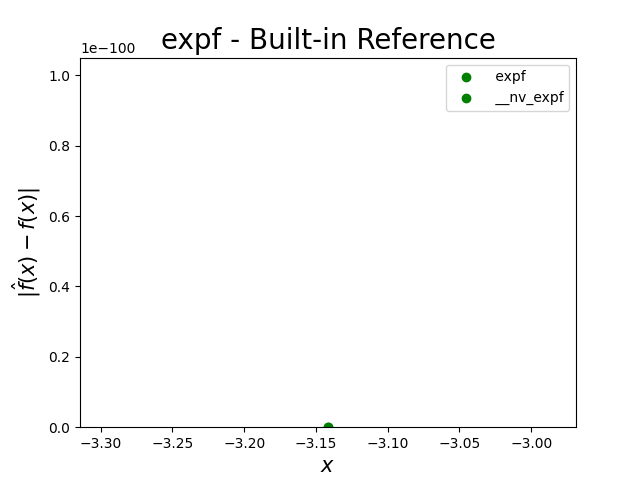 expf - Built-in Reference
1e−100
1.0
0.8
0.6
0.4
0.2
0.0
|f̂(x) − f(x)|
expf
__nv_expf
−3.30
−3.25
−3.20
−3.15
−3.10
−3.05
−3.00
x